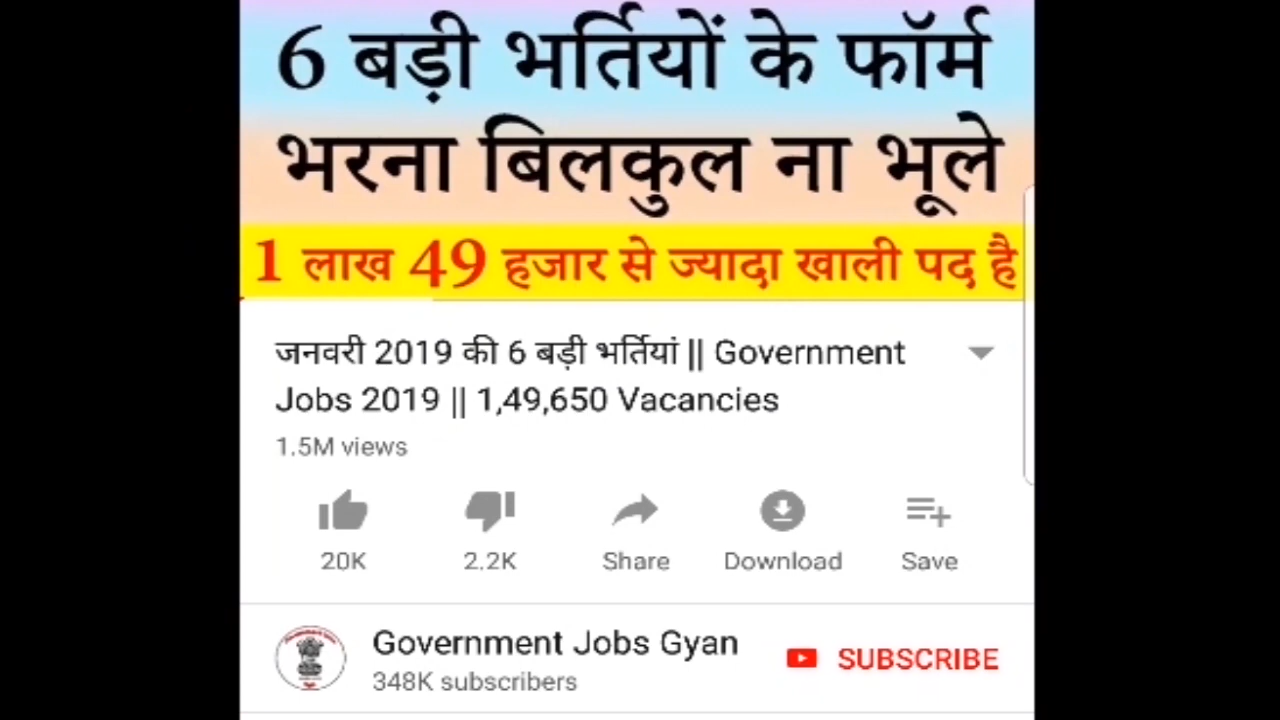 6 बड़ी भर्तियों के फॉर्म
भरना बिलकुल ना भूले
1 लाख 49 हजार से ज्यादा खाली पद है
जनवरी 2019 की 6 बड़ी भर्तियां || Government
Jobs 2019 || 1,49,650 Vacancies
1.5M views
20K 2.2K Share Download Save
Government Jobs Gyan
348K subscribers
SUBSCRIBE